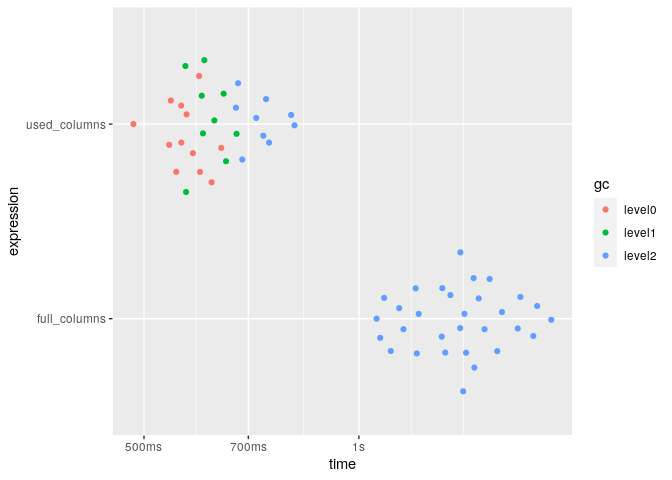 expression
used_columns
full_columns
500ms
700ms
1s
time
gc
level0
level1
level2